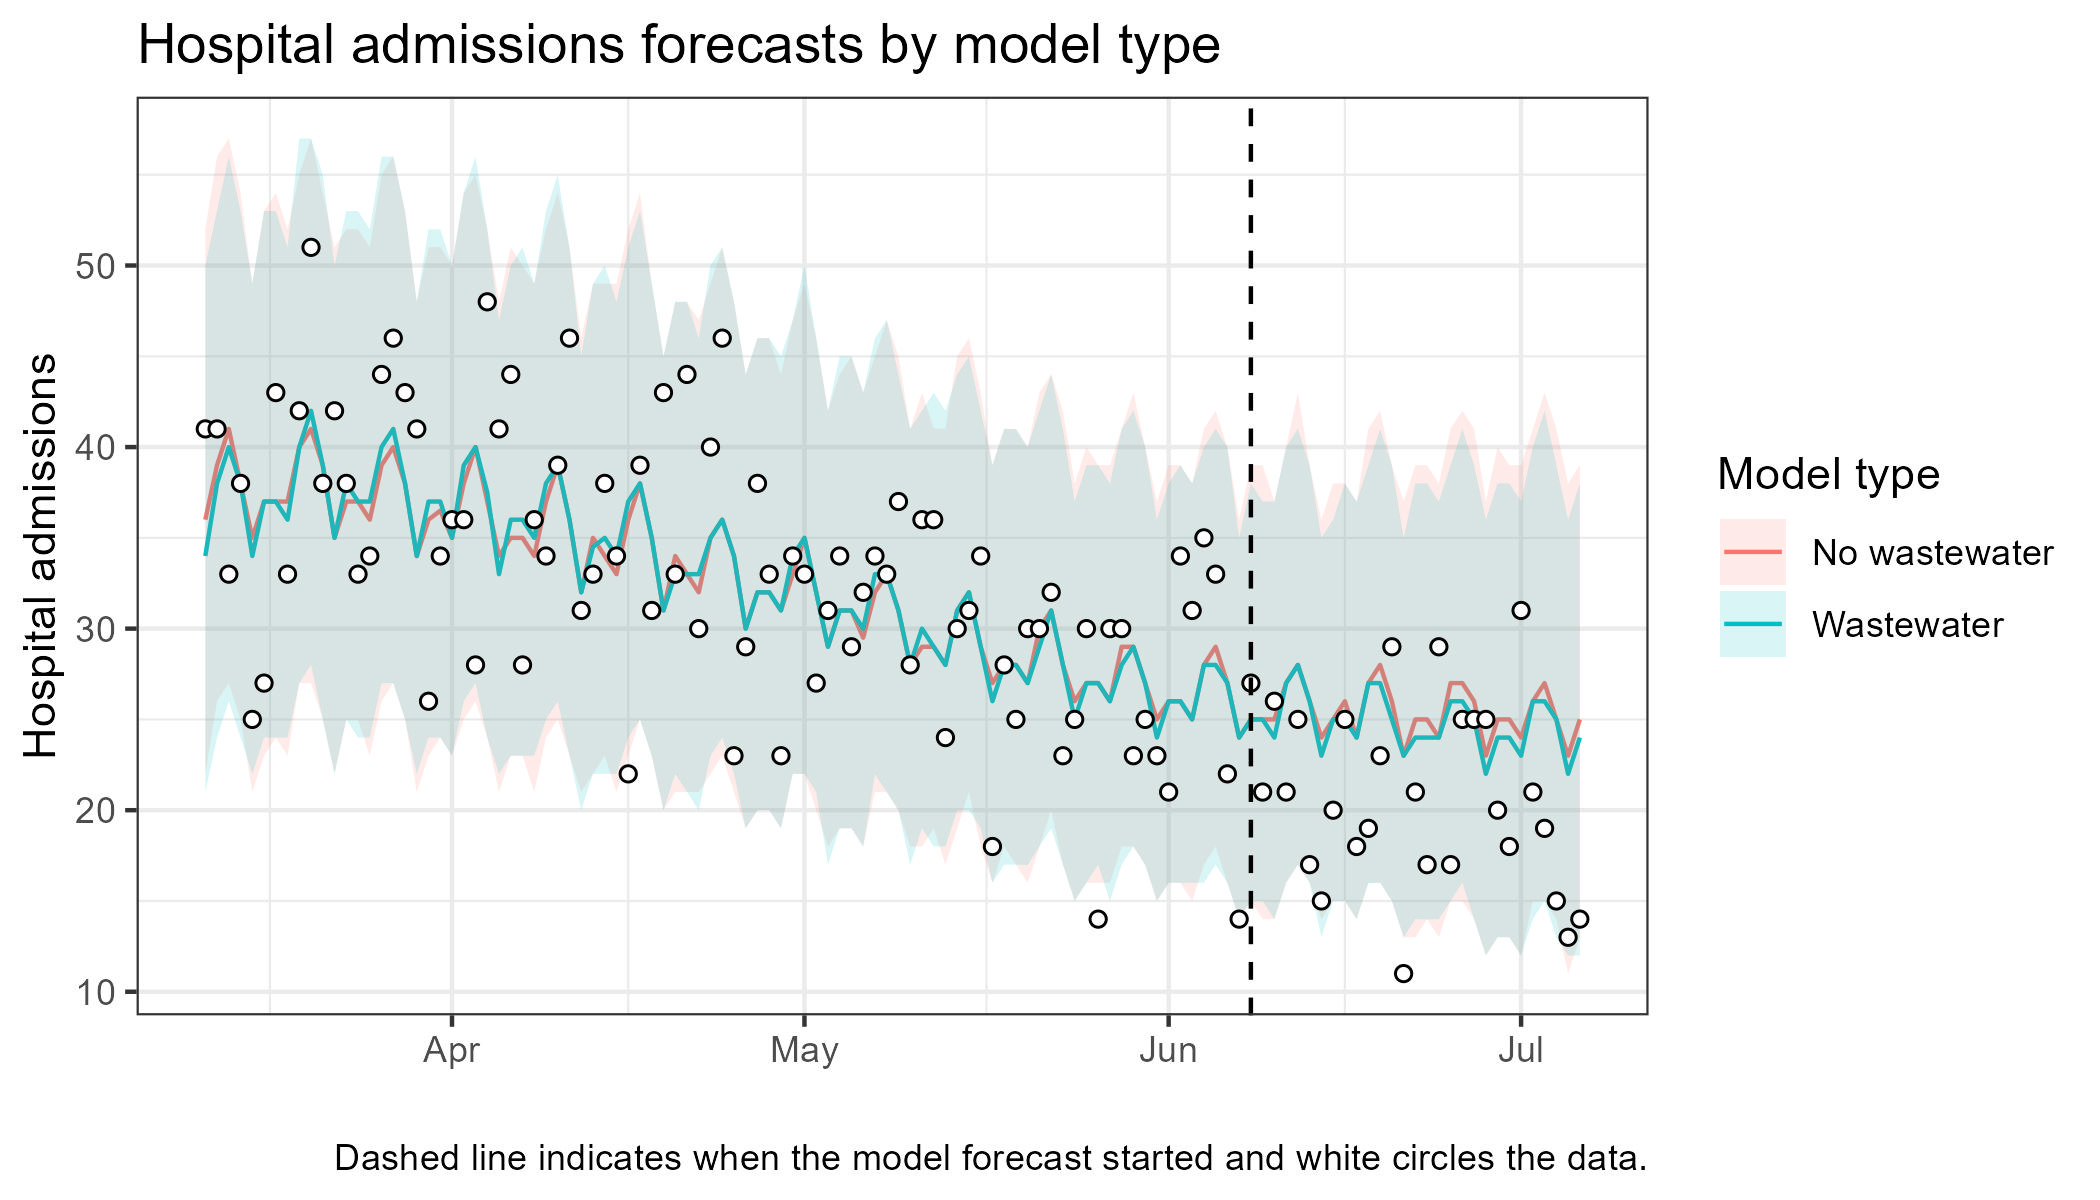 Hospital admissions forecasts by model type
Hospital admissions
50
40
30
20
10
Apr
May
Jun
Jul
Model type
No wastewater
Wastewater
Dashed line indicates when the model forecast started and white circles the data.